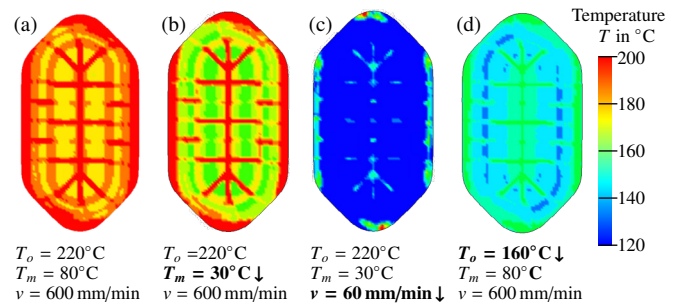 (a) (b) (c) (d) Temperature
T in °C
200
180
160
140
120
T_o = 220°C T_o =220°C T_o = 220°C T_o = 160°C↓
T_m = 80°C T_m = 30°C↓ T_m = 30°C T_m = 80°C
v = 600 mm/min v = 600 mm/min v = 60 mm/min↓ v = 600 mm/min